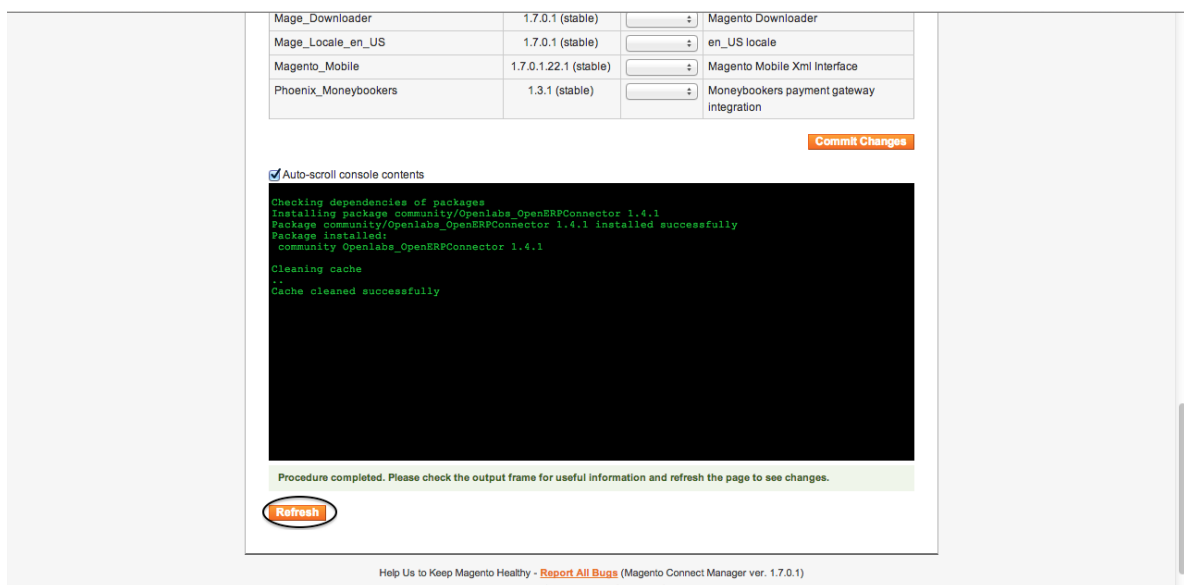 Mage_Downloader 1.7.0.1 (stable) Magento Downloader
Mage_Locale_en_US 1.7.0.1 (stable) en_US locale
Magento_Mobile 1.7.0.1.22.1 (stable) Magento Mobile Xml Interface
Phoenix_Moneybookers 1.3.1 (stable) Moneybookers payment gateway
integration
Commit Changes
Auto-scroll console contents
Checking dependencies of packages
Installing package community/Openlabs_OpenERPConnector 1.4.1
Package community/Openlabs_OpenERPConnector 1.4.1 installed successfully
Package installed:
community Openlabs_OpenERPConnector 1.4.1
Cleaning cache
..
Cache cleaned successfully
Procedure completed. Please check the output frame for useful information and refresh the page to see changes.
Refresh
Help Us to Keep Magento Healthy - Report All Bugs (Magento Connect Manager ver. 1.7.0.1)